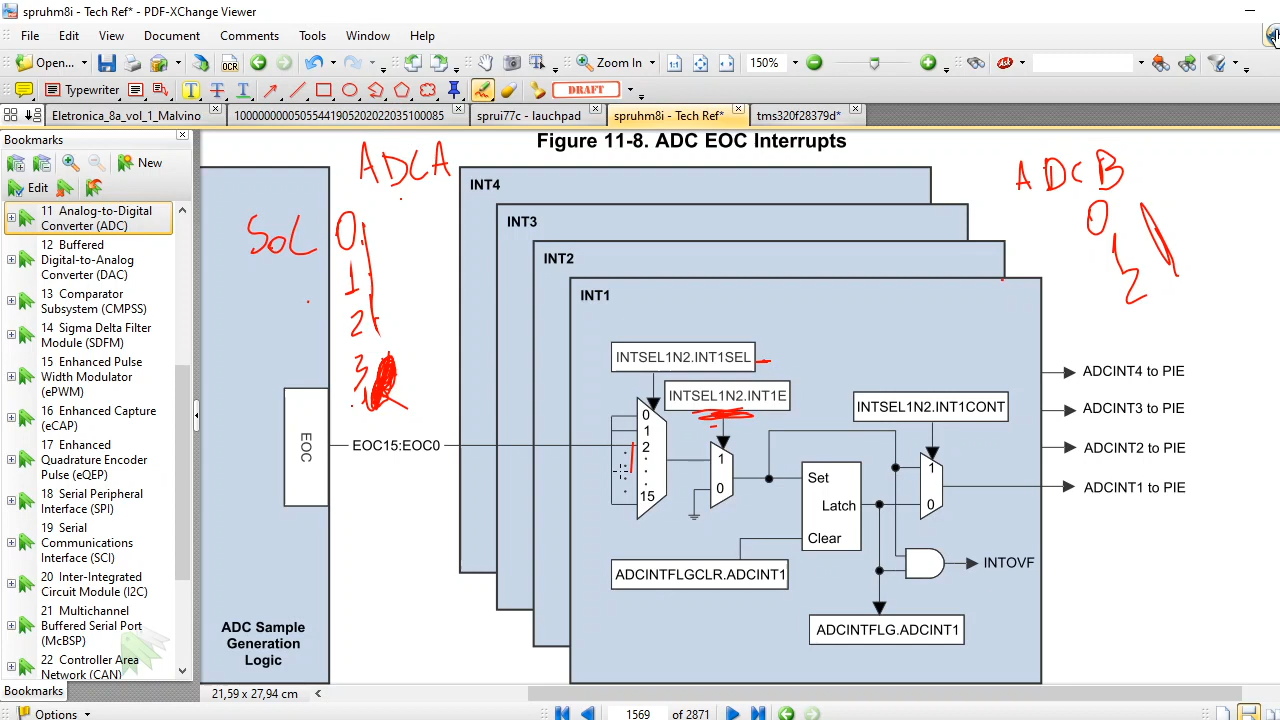 spruhm8i - Tech Ref* - PDF-XChange Viewer
File Edit View Document Comments Tools Window Help
Open... OCR Zoom In 150%
Typewriter DRAFT
Eletronica_8a_vol_1_Malvino
10000000005055441905202022035100085
sprui77c - lauchpad
spruhm8i - Tech Ref*
tms320f28379d*
Bookmarks
New
Edit
11 Analog-to-Digital
Converter (ADC)
12 Buffered
Digital-to-Analog
Converter (DAC)
13 Comparator
Subsystem (CMPSS)
14 Sigma Delta Filter
Module (SDFM)
15 Enhanced Pulse
Width Modulator
(ePWM)
16 Enhanced Capture
(eCAP)
17 Enhanced
Quadrature Encoder
Pulse (eQEP)
18 Serial Peripheral
Interface (SPI)
19 Serial
Communications
Interface (SCI)
20 Inter-Integrated
Circuit Module (I2C)
21 Multichannel
Buffered Serial Port
(McBSP)
22 Controller Area
Network (CAN)
Bookmarks
Options
Figure 11-8. ADC EOC Interrupts
ADCA
SOC 0
1
2
3
ADCB
0
1
2
INT4
INT3
INT2
INT1
INTSEL1N2.INT1SEL
INTSEL1N2.INT1E
INTSEL1N2.INT1CONT
0
1
2
15
1
0
1
0
EOC
EOC15:EOC0
Set
Latch
Clear
ADCINTFLGCLR.ADCINT1
INTOVF
ADCINTFLG.ADCINT1
ADCINT4 to PIE
ADCINT3 to PIE
ADCINT2 to PIE
ADCINT1 to PIE
ADC Sample
Generation
Logic
21,59 x 27,94 cm
1569 of 2871